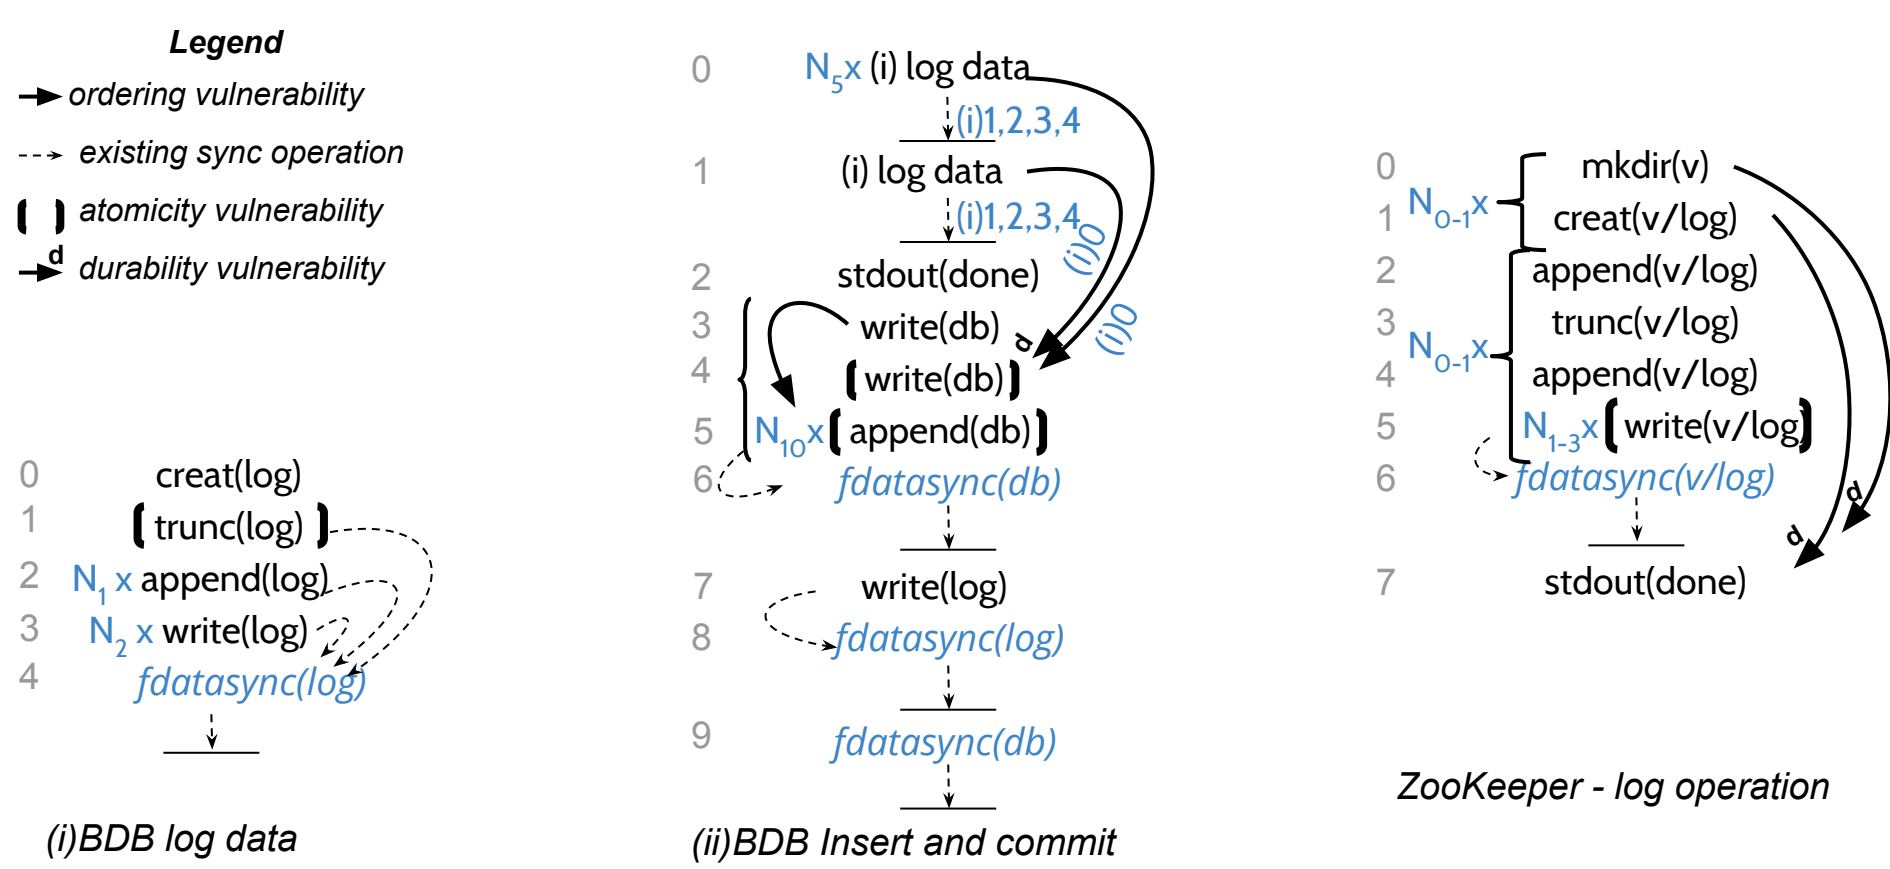 Legend
ordering vulnerability
existing sync operation
atomicity vulnerability
d
durability vulnerability
0 creat(log)
1 trunc(log)
2 N1 x append(log)
3 N2 x write(log)
4 fdatasync(log)
(i)BDB log data
0 N5x (i) log data
(i)1,2,3,4
1 (i) log data
(i)1,2,3,4
(i)0
2 stdout(done)
3 write(db)
d
(i)0
4 write(db)
5 N10x append(db)
6 fdatasync(db)
7 write(log)
8 fdatasync(log)
9 fdatasync(db)
(ii)BDB Insert and commit
0 mkdir(v)
N0-1x
1 creat(v/log)
2 append(v/log)
3 trunc(v/log)
N0-1x
4 append(v/log)
5 N1-3x write(v/log)
6 fdatasync(v/log)
d
d
7 stdout(done)
ZooKeeper - log operation